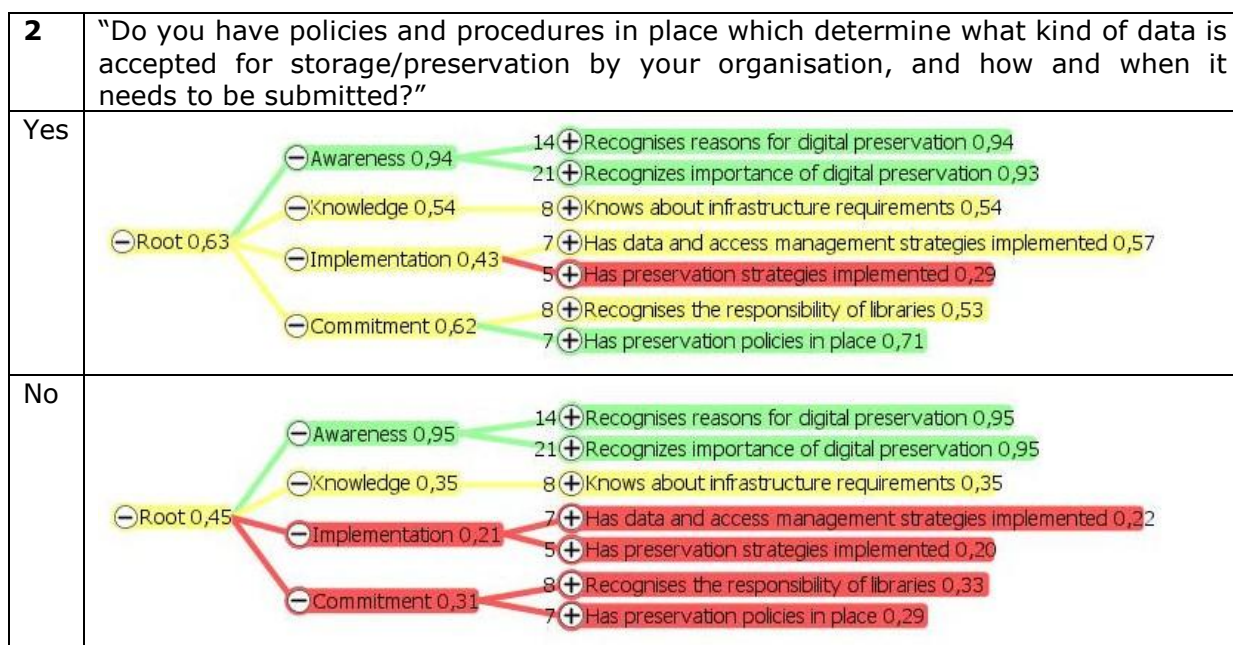 2
“Do you have policies and procedures in place which determine what kind of data is
accepted for storage/preservation by your organisation, and how and when it
needs to be submitted?”
Yes
14 Recognises reasons for digital preservation 0,94
Awareness 0,94
21 Recognizes importance of digital preservation 0,93
Knowledge 0,54
8 Knows about infrastructure requirements 0,54
Root 0,63
7 Has data and access management strategies implemented 0,57
Implementation 0,43
5 Has preservation strategies implemented 0,29
8 Recognises the responsibility of libraries 0,53
Commitment 0,62
7 Has preservation policies in place 0,71
No
14 Recognises reasons for digital preservation 0,95
Awareness 0,95
21 Recognizes importance of digital preservation 0,95
Knowledge 0,35
8 Knows about infrastructure requirements 0,35
Root 0,45
7 Has data and access management strategies implemented 0,22
Implementation 0,21
5 Has preservation strategies implemented 0,20
8 Recognises the responsibility of libraries 0,33
Commitment 0,31
7 Has preservation policies in place 0,29